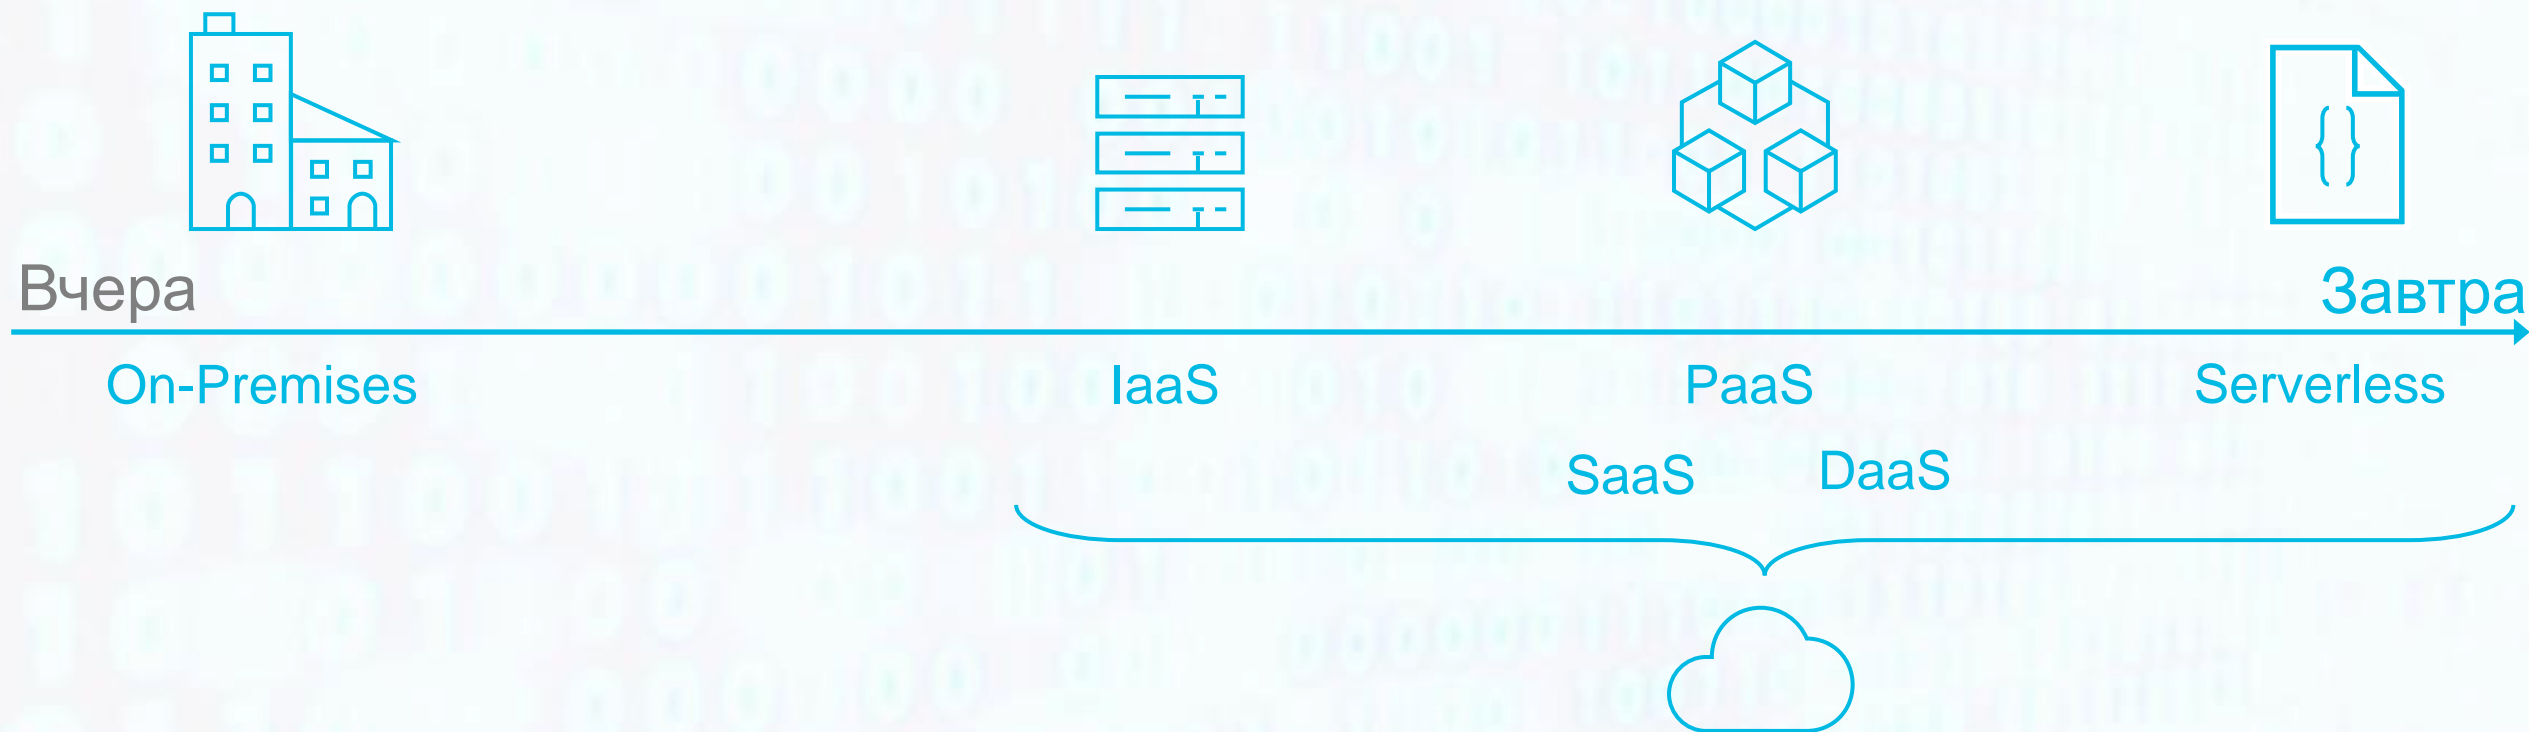 { }
Вчера
Завтра
On-Premises
IaaS
PaaS
Serverless
SaaS
DaaS